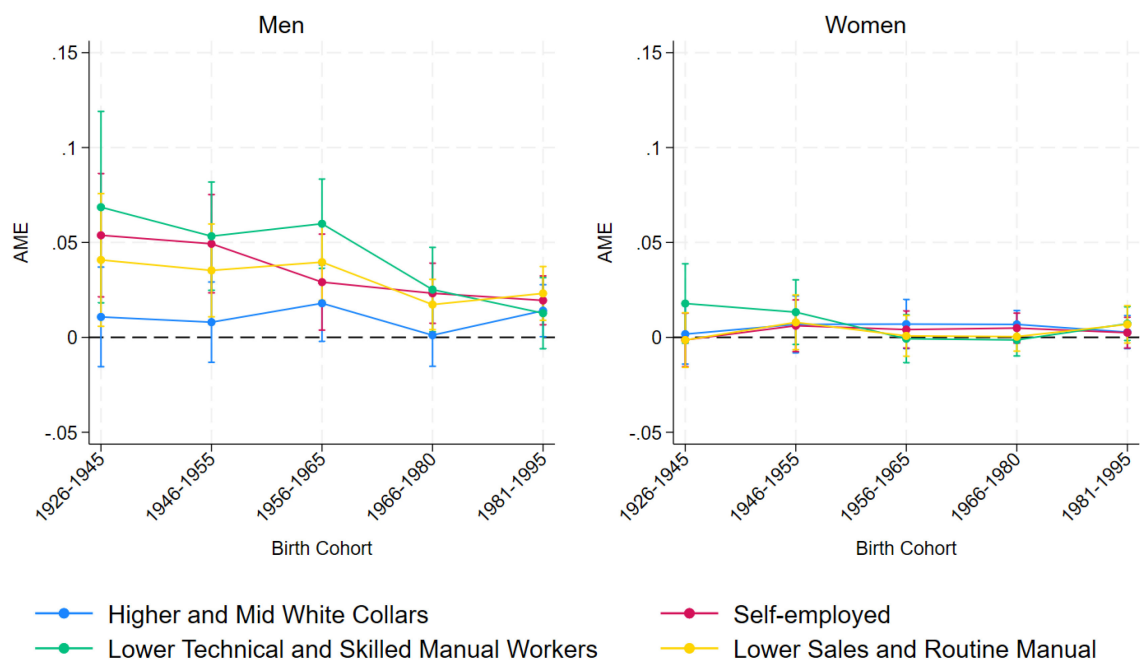 Men
Women
.15
.1
.05
0
-.05
AME
1926-1945
1946-1955
1956-1965
1966-1980
1981-1995
Birth Cohort
.15
.1
.05
0
-.05
AME
1926-1945
1946-1955
1956-1965
1966-1980
1981-1995
Birth Cohort
Higher and Mid White Collars
Self-employed
Lower Technical and Skilled Manual Workers
Lower Sales and Routine Manual